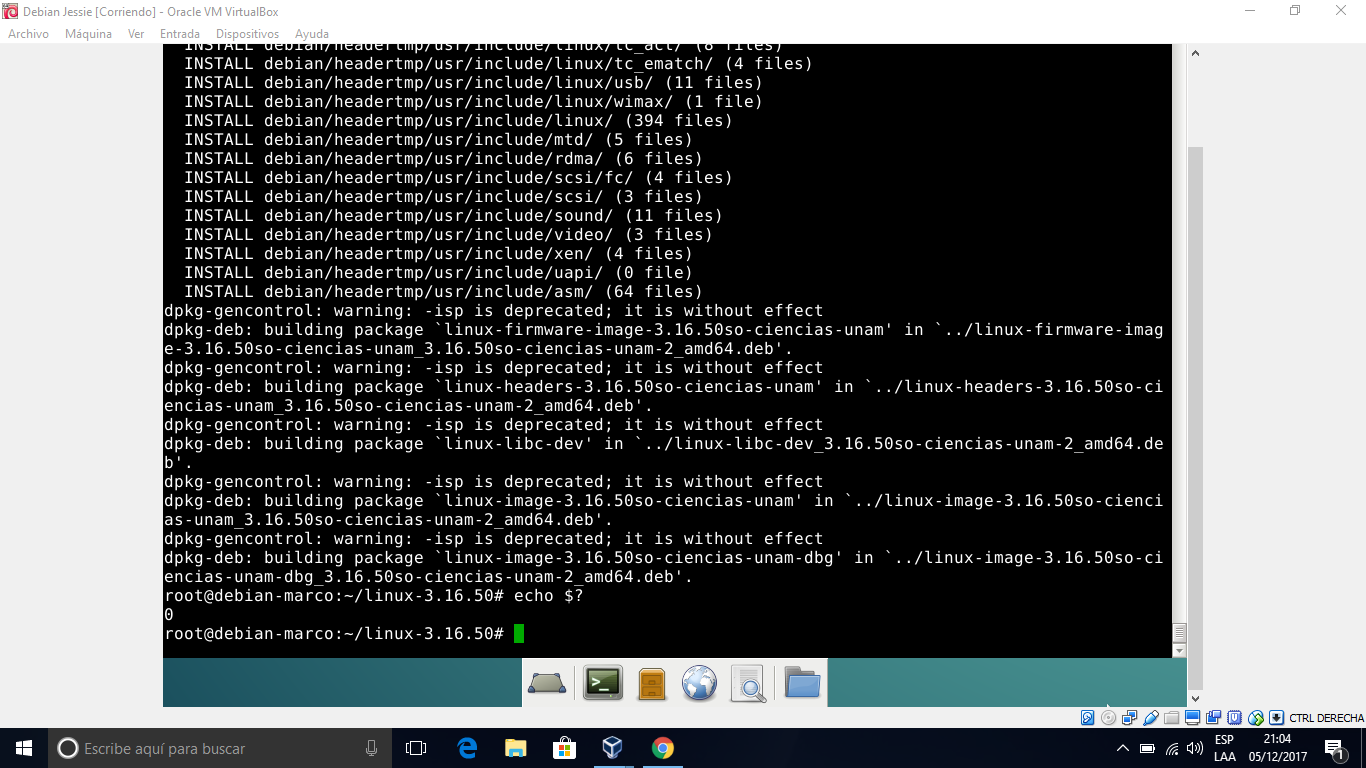 Debian Jessie [Corriendo] - Oracle VM VirtualBox
Archivo Máquina Ver Entrada Dispositivos Ayuda
INSTALL debian/headertmp/usr/include/linux/tc_act/ (8 files)
INSTALL debian/headertmp/usr/include/linux/tc_ematch/ (4 files)
INSTALL debian/headertmp/usr/include/linux/usb/ (11 files)
INSTALL debian/headertmp/usr/include/linux/wimax/ (1 file)
INSTALL debian/headertmp/usr/include/linux/ (394 files)
INSTALL debian/headertmp/usr/include/mtd/ (5 files)
INSTALL debian/headertmp/usr/include/rdma/ (6 files)
INSTALL debian/headertmp/usr/include/scsi/fc/ (4 files)
INSTALL debian/headertmp/usr/include/scsi/ (3 files)
INSTALL debian/headertmp/usr/include/sound/ (11 files)
INSTALL debian/headertmp/usr/include/video/ (3 files)
INSTALL debian/headertmp/usr/include/xen/ (4 files)
INSTALL debian/headertmp/usr/include/uapi/ (0 file)
INSTALL debian/headertmp/usr/include/asm/ (64 files)
dpkg-gencontrol: warning: -isp is deprecated; it is without effect
dpkg-deb: building package `linux-firmware-image-3.16.50so-ciencias-unam' in `../linux-firmware-imag
e-3.16.50so-ciencias-unam_3.16.50so-ciencias-unam-2_amd64.deb'.
dpkg-gencontrol: warning: -isp is deprecated; it is without effect
dpkg-deb: building package `linux-headers-3.16.50so-ciencias-unam' in `../linux-headers-3.16.50so-ci
encias-unam_3.16.50so-ciencias-unam-2_amd64.deb'.
dpkg-gencontrol: warning: -isp is deprecated; it is without effect
dpkg-deb: building package `linux-libc-dev' in `../linux-libc-dev_3.16.50so-ciencias-unam-2_amd64.de
b'.
dpkg-gencontrol: warning: -isp is deprecated; it is without effect
dpkg-deb: building package `linux-image-3.16.50so-ciencias-unam' in `../linux-image-3.16.50so-cienci
as-unam_3.16.50so-ciencias-unam-2_amd64.deb'.
dpkg-gencontrol: warning: -isp is deprecated; it is without effect
dpkg-deb: building package `linux-image-3.16.50so-ciencias-unam-dbg' in `../linux-image-3.16.50so-ci
encias-unam-dbg_3.16.50so-ciencias-unam-2_amd64.deb'.
root@debian-marco:~/linux-3.16.50# echo $?
0
root@debian-marco:~/linux-3.16.50#
CTRL DERECHA
Escribe aquí para buscar
ESP
LAA
21:04
05/12/2017
1